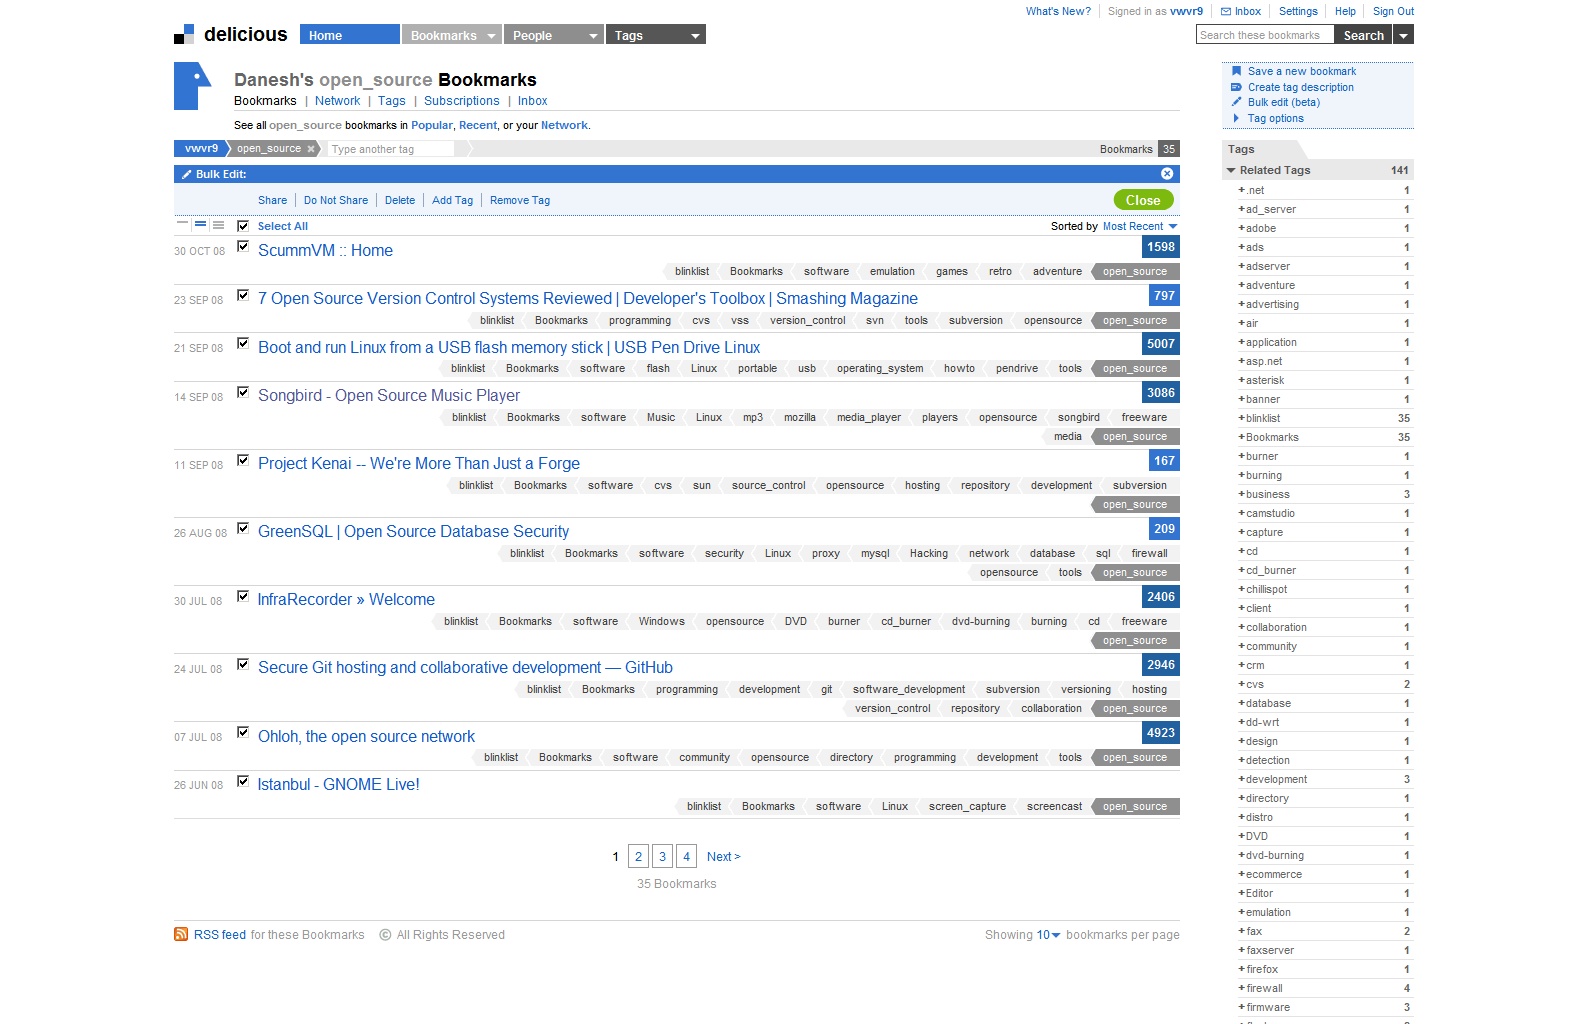 What's New? Signed in as vwvr9 Inbox Settings Help Sign Out
delicious Home Bookmarks People Tags Search these bookmarks Search
Danesh's open_source Bookmarks
Bookmarks | Network | Tags | Subscriptions | Inbox
See all open_source bookmarks in Popular, Recent, or your Network.
vwvr9 open_source × Type another tag Bookmarks 35
Bulk Edit:
Share Do Not Share Delete Add Tag Remove Tag Close
Select All Sorted by Most Recent
30 OCT 08 ScummVM :: Home 1598
blinklist Bookmarks software emulation games retro adventure open_source
23 SEP 08 7 Open Source Version Control Systems Reviewed | Developer's Toolbox | Smashing Magazine 797
blinklist Bookmarks programming cvs vss version_control svn tools subversion opensource open_source
21 SEP 08 Boot and run Linux from a USB flash memory stick | USB Pen Drive Linux 5007
blinklist Bookmarks software flash Linux portable usb operating_system howto pendrive tools open_source
14 SEP 08 Songbird - Open Source Music Player 3086
blinklist Bookmarks software Music Linux mp3 mozilla media_player players opensource songbird freeware
media open_source
11 SEP 08 Project Kenai -- We're More Than Just a Forge 167
blinklist Bookmarks software cvs sun source_control opensource hosting repository development subversion
open_source
26 AUG 08 GreenSQL | Open Source Database Security 209
blinklist Bookmarks software security Linux proxy mysql Hacking network database sql firewall
opensource tools open_source
30 JUL 08 InfraRecorder » Welcome 2406
blinklist Bookmarks software Windows opensource DVD burner cd_burner dvd-burning burning cd freeware
open_source
24 JUL 08 Secure Git hosting and collaborative development — GitHub 2946
blinklist Bookmarks programming development git software_development subversion versioning hosting
version_control repository collaboration open_source
07 JUL 08 Ohloh, the open source network 4923
blinklist Bookmarks software community opensource directory programming development tools open_source
26 JUN 08 Istanbul - GNOME Live!
blinklist Bookmarks software Linux screen_capture screencast open_source
1 2 3 4 Next >
35 Bookmarks
RSS feed for these Bookmarks © All Rights Reserved Showing 10 bookmarks per page
Save a new bookmark
Create tag description
Bulk edit (beta)
Tag options
Tags
Related Tags 141
+.net 1
+ad_server 1
+adobe 1
+ads 1
+adserver 1
+adventure 1
+advertising 1
+air 1
+application 1
+asp.net 1
+asterisk 1
+banner 1
+blinklist 35
+Bookmarks 35
+burner 1
+burning 1
+business 3
+camstudio 1
+capture 1
+cd 1
+cd_burner 1
+chillispot 1
+client 1
+collaboration 1
+community 1
+crm 1
+cvs 2
+database 1
+dd-wrt 1
+design 1
+detection 1
+development 3
+directory 1
+distro 1
+DVD 1
+dvd-burning 1
+ecommerce 1
+Editor 1
+emulation 1
+fax 2
+faxserver 1
+firefox 1
+firewall 4
+firmware 3